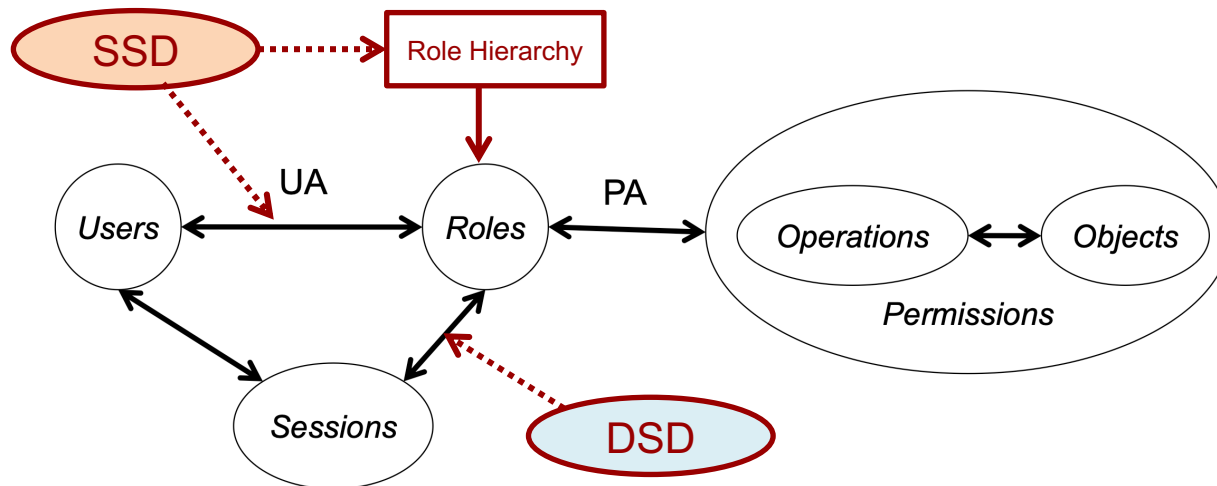 SSD
Role Hierarchy
UA
PA
Users
Roles
Operations
Objects
Permissions
Sessions
DSD